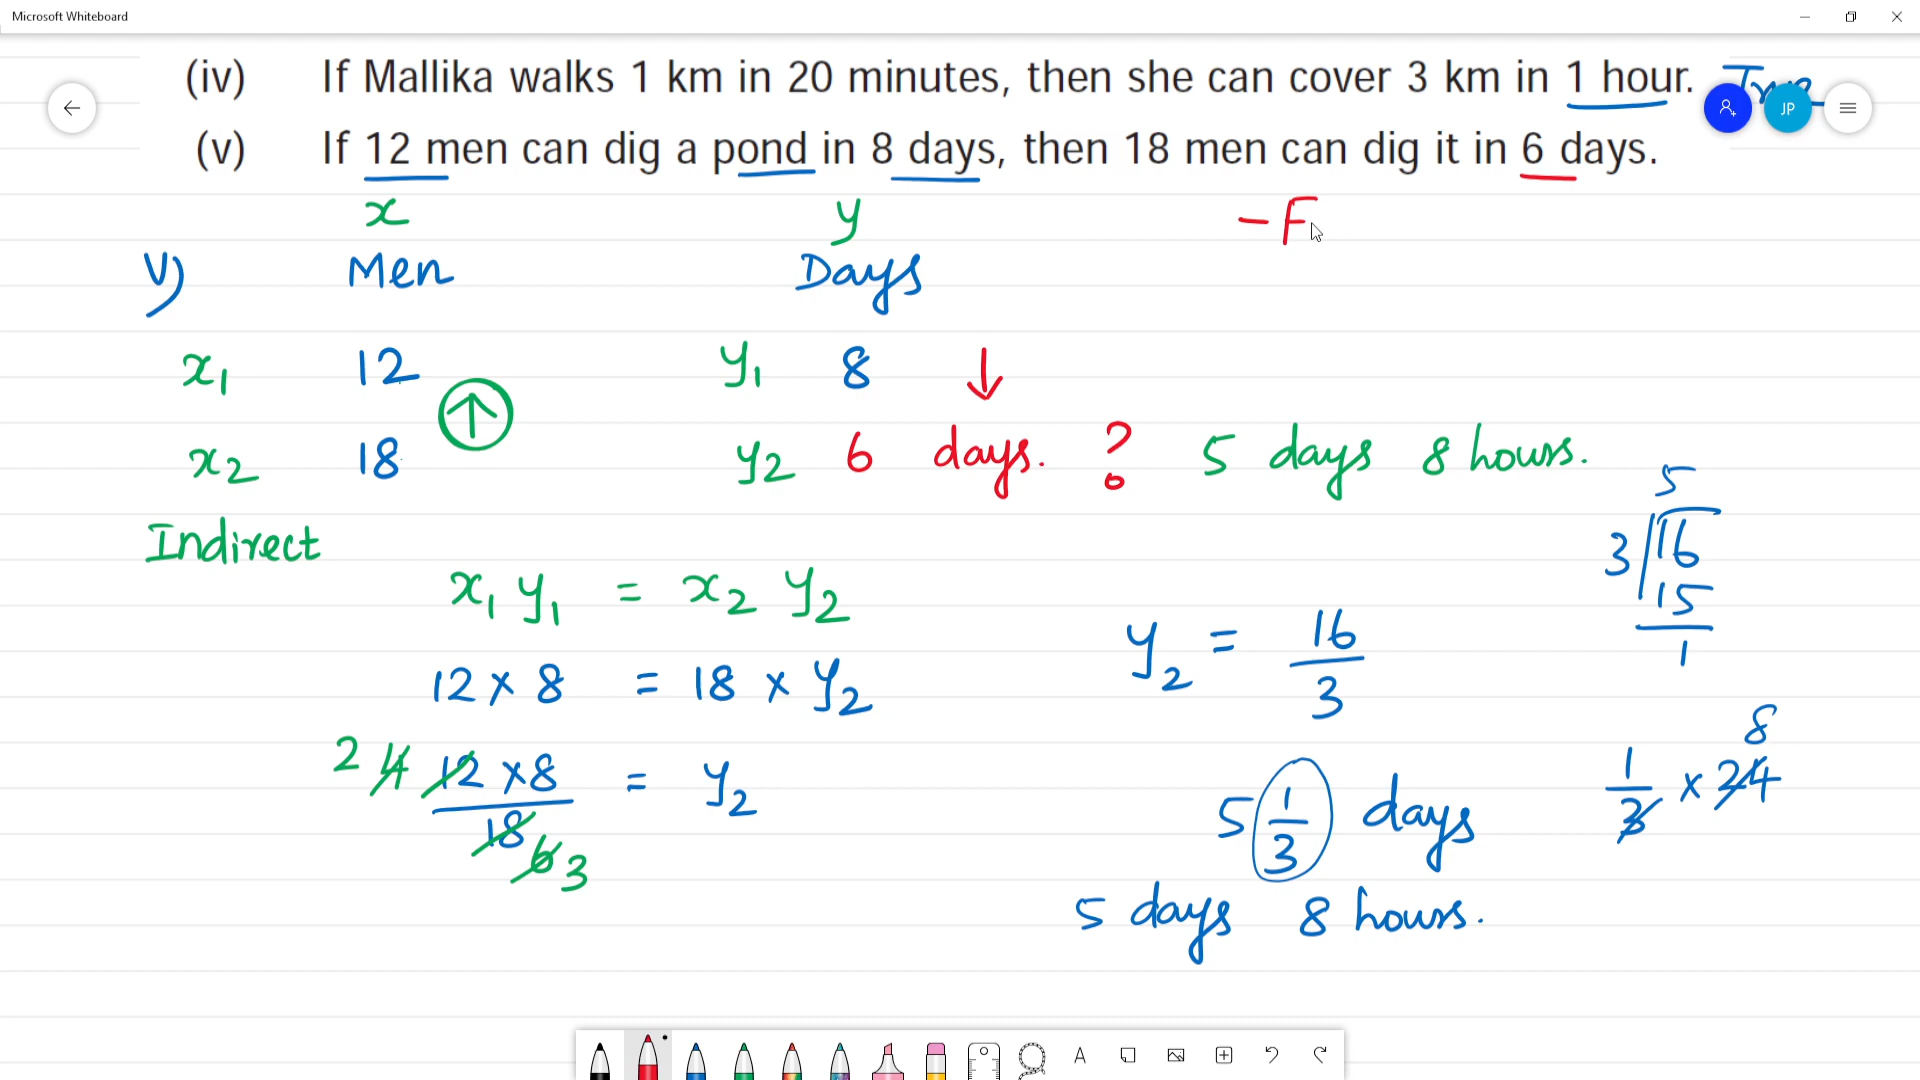 Microsoft Whiteboard
(iv) If Mallika walks 1 km in 20 minutes, then she can cover 3 km in 1 hour.
JP
(v) If 12 men can dig a pond in 8 days, then 18 men can dig it in 6 days.
x y - F
v) Men Days
x₁ 12 y₁ 8 ↓
↑
x₂ 18 y₂ 6 days. ? 5 days 8 hours.
Indirect
x₁ y₁ = x₂ y₂
12 × 8 = 18 × y₂
2 4 12 × 8 = y₂
18 6 3
5
3 16
15
1
y₂ = 16
3
5 1/3 days
1/3 × 24 8
5 days 8 hours.
A